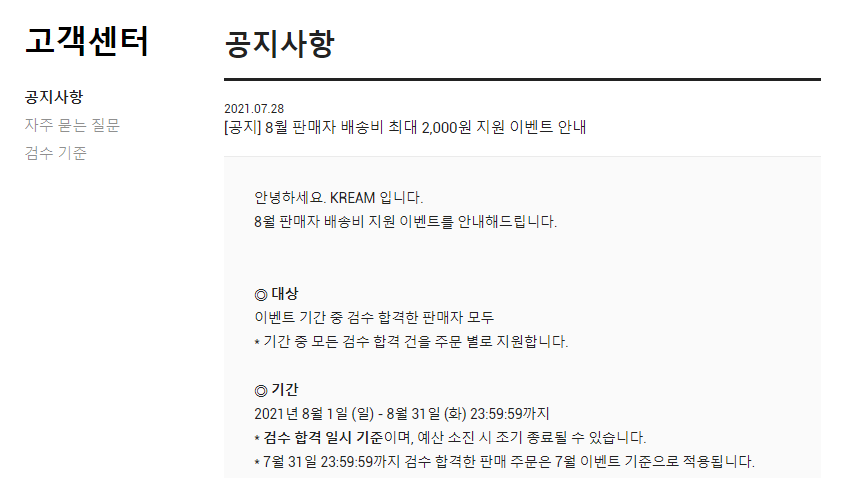 고객센터
공지사항
자주 묻는 질문
검수 기준
공지사항
2021.07.28
[공지] 8월 판매자 배송비 최대 2,000원 지원 이벤트 안내
안녕하세요. KREAM 입니다.
8월 판매자 배송비 지원 이벤트를 안내해드립니다.
◎ 대상
이벤트 기간 중 검수 합격한 판매자 모두
* 기간 중 모든 검수 합격 건을 주문 별로 지원합니다.
◎ 기간
2021년 8월 1일 (일) - 8월 31일 (화) 23:59:59까지
* 검수 합격 일시 기준이며, 예산 소진 시 조기 종료될 수 있습니다.
* 7월 31일 23:59:59까지 검수 합격한 판매 주문은 7월 이벤트 기준으로 적용됩니다.